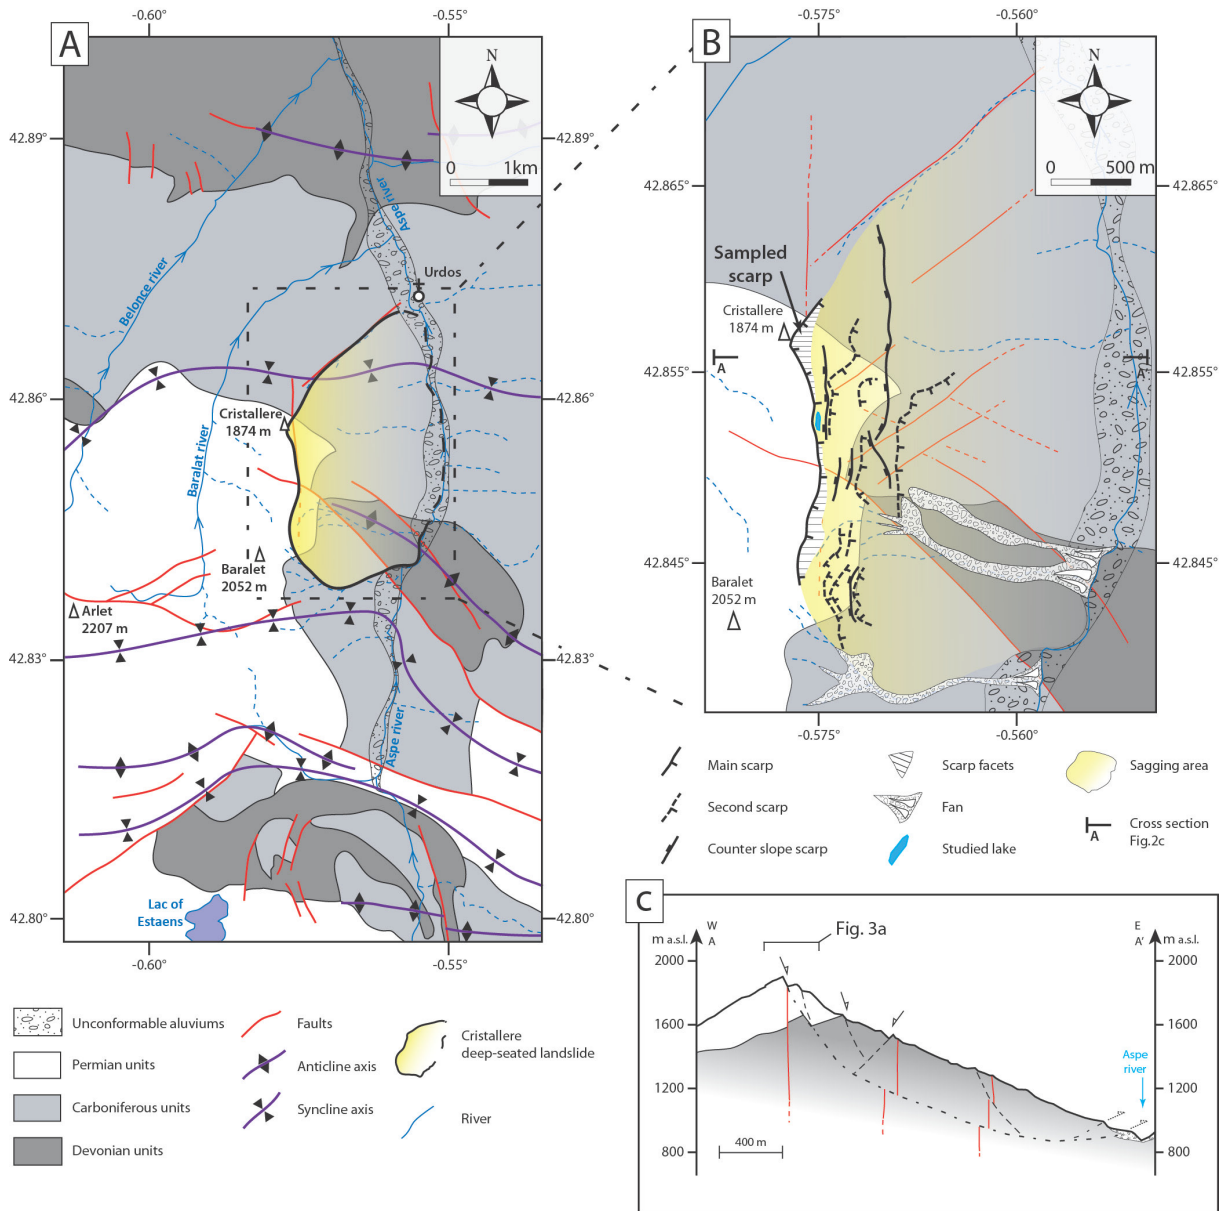 -0.60°
-0.55°
A
N
0
1km
42.89°
42.89°
Aspe river
Urdos
Belonce river
Baralat river
42.86°
42.86°
Cristallere
1874 m
Baralet
2052 m
Arlet
2207 m
42.83°
42.83°
Aspe river
Lac of
Estaens
42.80°
42.80°
-0.60°
-0.55°
Unconformable aluviums
Permian units
Carboniferous units
Devonian units
Faults
Anticline axis
Syncline axis
Cristallere
deep-seated landslide
River
-0.575°
-0.560°
B
N
0
500 m
42.865°
42.865°
Sampled
scarp
Cristallere
1874 m
42.855°
42.855°
A
A'
42.845°
42.845°
Baralet
2052 m
-0.575°
-0.560°
Main scarp
Second scarp
Counter slope scarp
Scarp facets
Fan
Studied lake
Sagging area
A
Cross section
Fig.2c
C
W
A
m a.s.l.
2000
1600
1200
800
Fig. 3a
400 m
E
A'
m a.s.l.
2000
1600
1200
800
Aspe
river